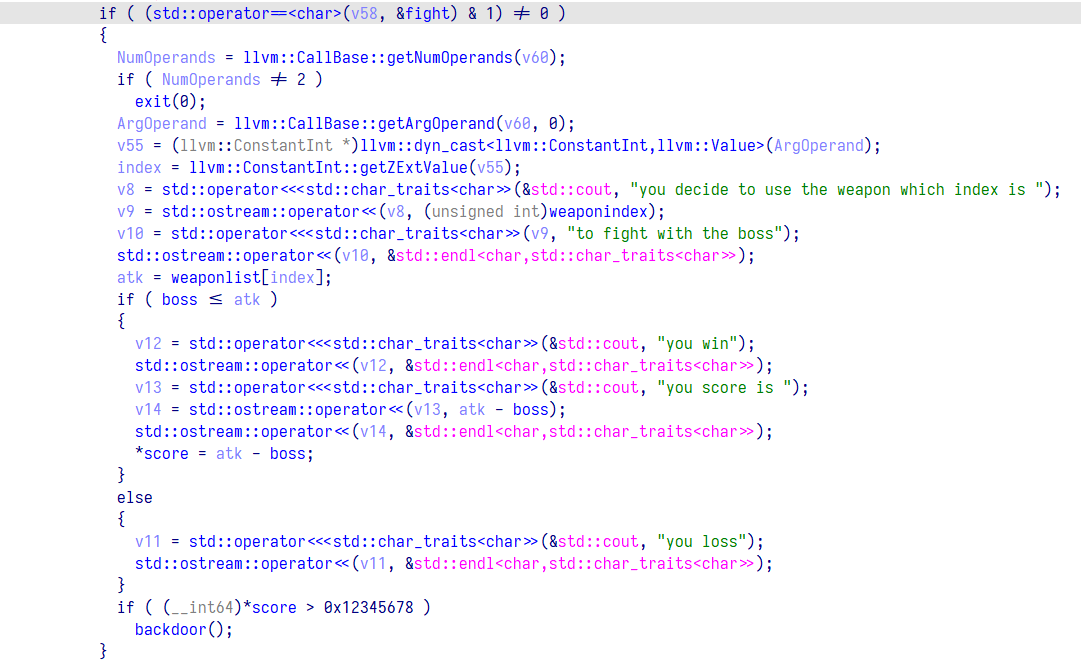 if ( (std::operator==<char>(v58, &fight) & 1) != 0 )
{
NumOperands = llvm::CallBase::getNumOperands(v60);
if ( NumOperands != 2 )
exit(0);
ArgOperand = llvm::CallBase::getArgOperand(v60, 0);
v55 = (llvm::ConstantInt *)llvm::dyn_cast<llvm::ConstantInt,llvm::Value>(ArgOperand);
index = llvm::ConstantInt::getZExtValue(v55);
v8 = std::operator<<<std::char_traits<char>>(&std::cout, "you decide to use the weapon which index is ");
v9 = std::ostream::operator<<(v8, (unsigned int)weaponindex);
v10 = std::operator<<<std::char_traits<char>>(v9, "to fight with the boss");
std::ostream::operator<<(v10, &std::endl<char,std::char_traits<char>>);
atk = weaponlist[index];
if ( boss <= atk )
{
v12 = std::operator<<<std::char_traits<char>>(&std::cout, "you win");
std::ostream::operator<<(v12, &std::endl<char,std::char_traits<char>>);
v13 = std::operator<<<std::char_traits<char>>(&std::cout, "you score is ");
v14 = std::ostream::operator<<(v13, atk - boss);
std::ostream::operator<<(v14, &std::endl<char,std::char_traits<char>>);
*score = atk - boss;
}
else
{
v11 = std::operator<<<std::char_traits<char>>(&std::cout, "you loss");
std::ostream::operator<<(v11, &std::endl<char,std::char_traits<char>>);
}
if ( (__int64)*score > 0x12345678 )
backdoor();
}